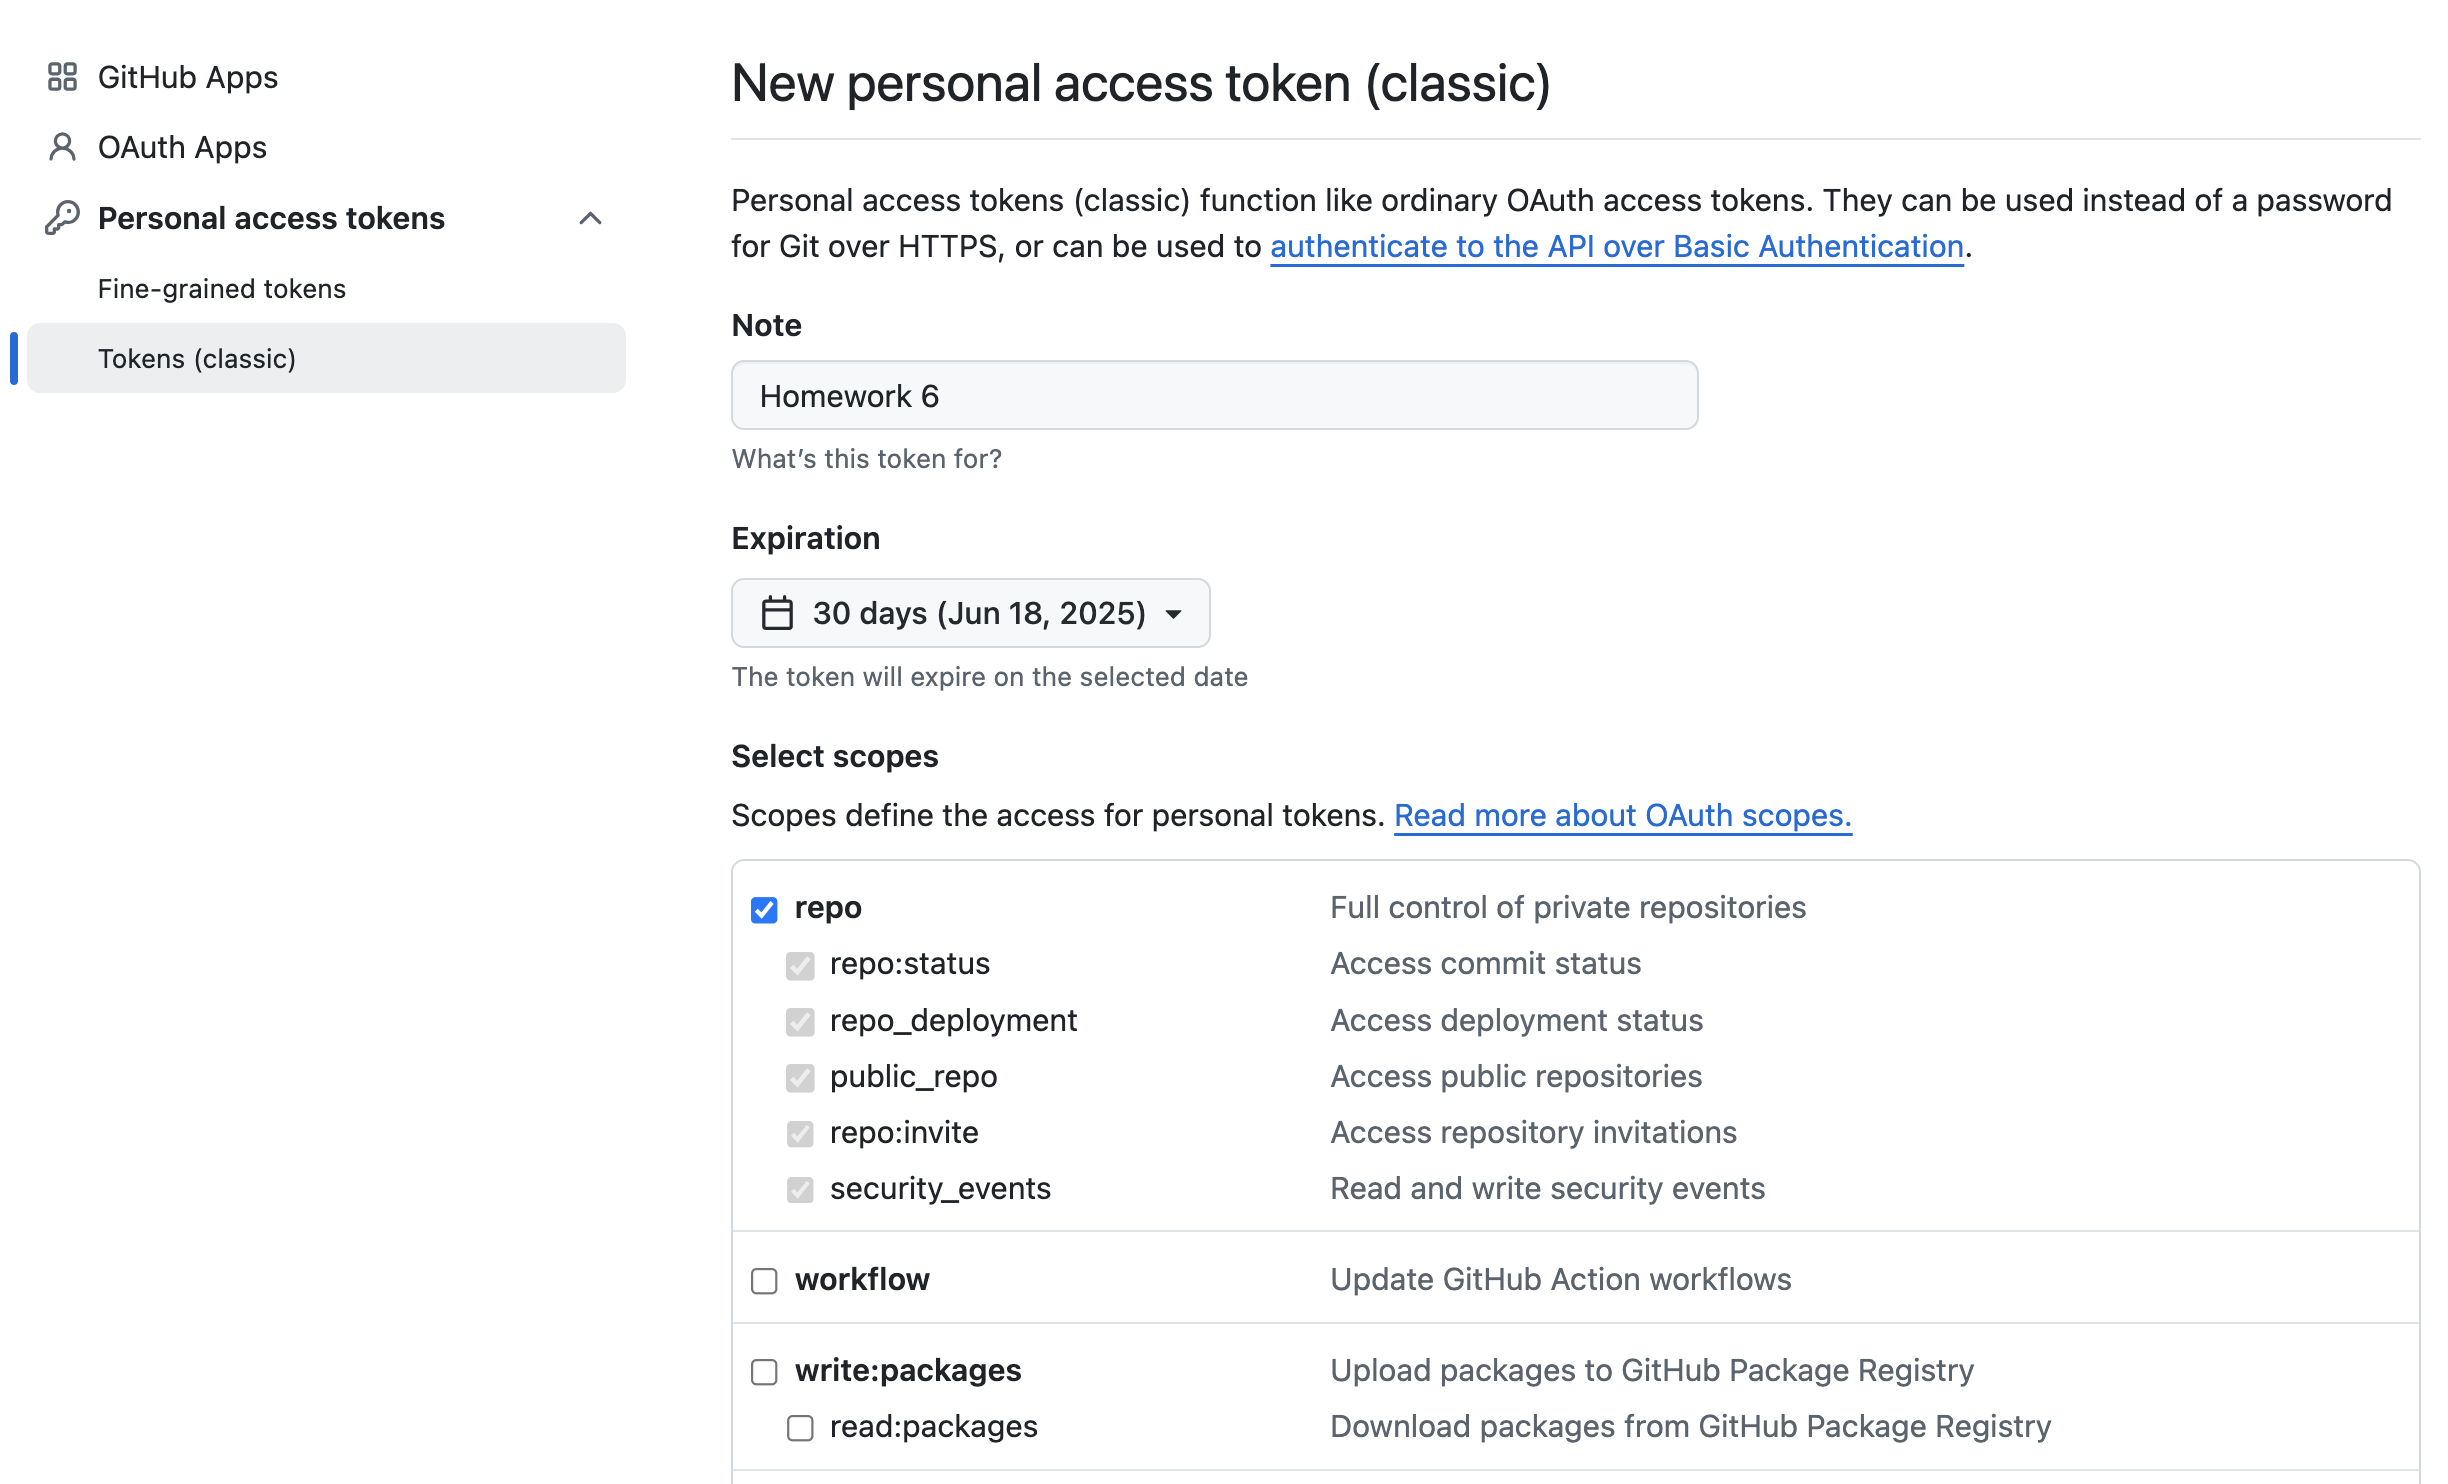 GitHub Apps
OAuth Apps
Personal access tokens
Fine-grained tokens
Tokens (classic)
New personal access token (classic)
Personal access tokens (classic) function like ordinary OAuth access tokens. They can be used instead of a password
for Git over HTTPS, or can be used to authenticate to the API over Basic Authentication.
Note
Homework 6
What's this token for?
Expiration
30 days (Jun 18, 2025)
The token will expire on the selected date
Select scopes
Scopes define the access for personal tokens. Read more about OAuth scopes.
repo Full control of private repositories
repo:status Access commit status
repo_deployment Access deployment status
public_repo Access public repositories
repo:invite Access repository invitations
security_events Read and write security events
workflow Update GitHub Action workflows
write:packages Upload packages to GitHub Package Registry
read:packages Download packages from GitHub Package Registry